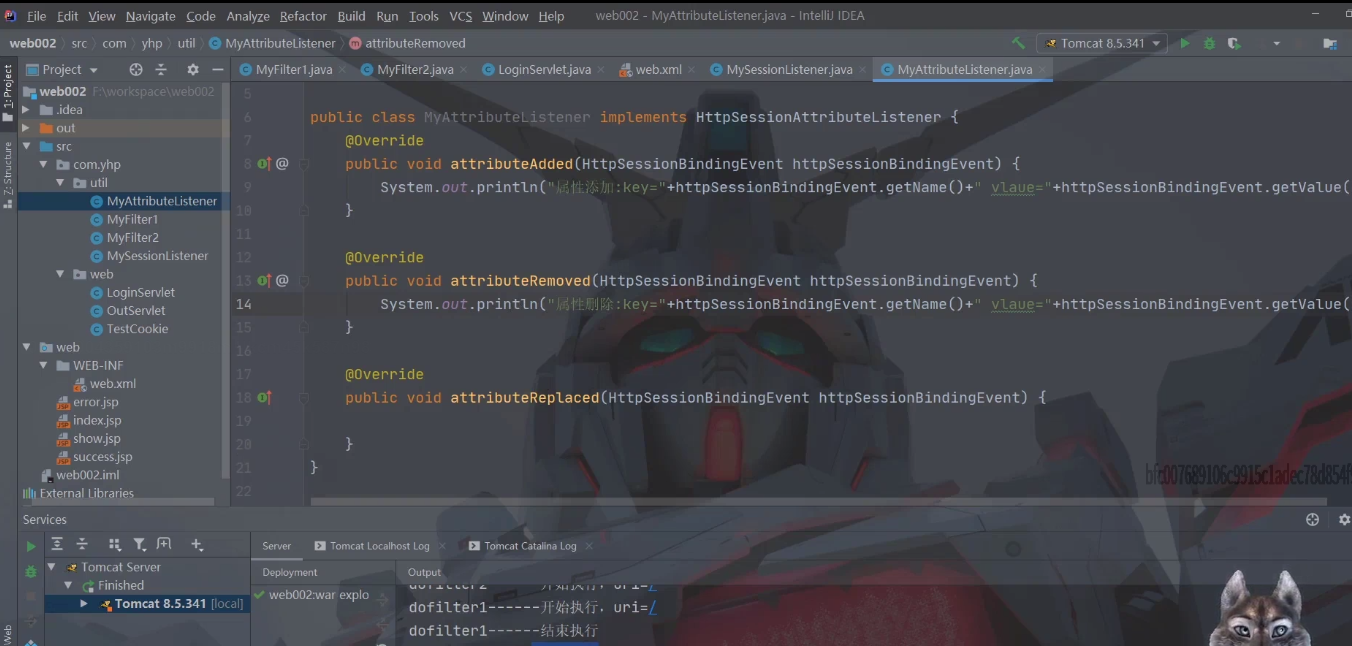 File Edit View Navigate Code Analyze Refactor Build Run Tools VCS Window Help web002 - MyAttributeListener.java - IntelliJ IDEA
web002 src com yhp util MyAttributeListener attributeRemoved Tomcat 8.5.341
1: Project Project MyFilter1.java MyFilter2.java LoginServlet.java web.xml MySessionListener.java MyAttributeListener.java
web002 F:\workspace\web002
.idea
out
src
com.yhp
util
MyAttributeListener
MyFilter1
MyFilter2
MySessionListener
web
LoginServlet
OutServlet
TestCookie
web
WEB-INF
web.xml
error.jsp
index.jsp
show.jsp
success.jsp
web002.iml
External Libraries
Z: Structure
5
6 public class MyAttributeListener implements HttpSessionAttributeListener {
7 @Override
8 @ public void attributeAdded(HttpSessionBindingEvent httpSessionBindingEvent) {
9 System.out.println("属性添加:key="+httpSessionBindingEvent.getName()+" vlaue="+httpSessionBindingEvent.getValue(
10 }
11
12 @Override
13 @ public void attributeRemoved(HttpSessionBindingEvent httpSessionBindingEvent) {
14 System.out.println("属性删除:key="+httpSessionBindingEvent.getName()+" vlaue="+httpSessionBindingEvent.getValue(
15 }
16
17 @Override
18 public void attributeReplaced(HttpSessionBindingEvent httpSessionBindingEvent) {
19
20 }
21 }
22
Services
Server Tomcat Localhost Log Tomcat Catalina Log
Tomcat Server
Finished
Tomcat 8.5.341 [local]
Deployment
web002:war explo
Output
dofilter2------开始执行，uri=/
dofilter1------开始执行，uri=/
dofilter1------结束执行
Web